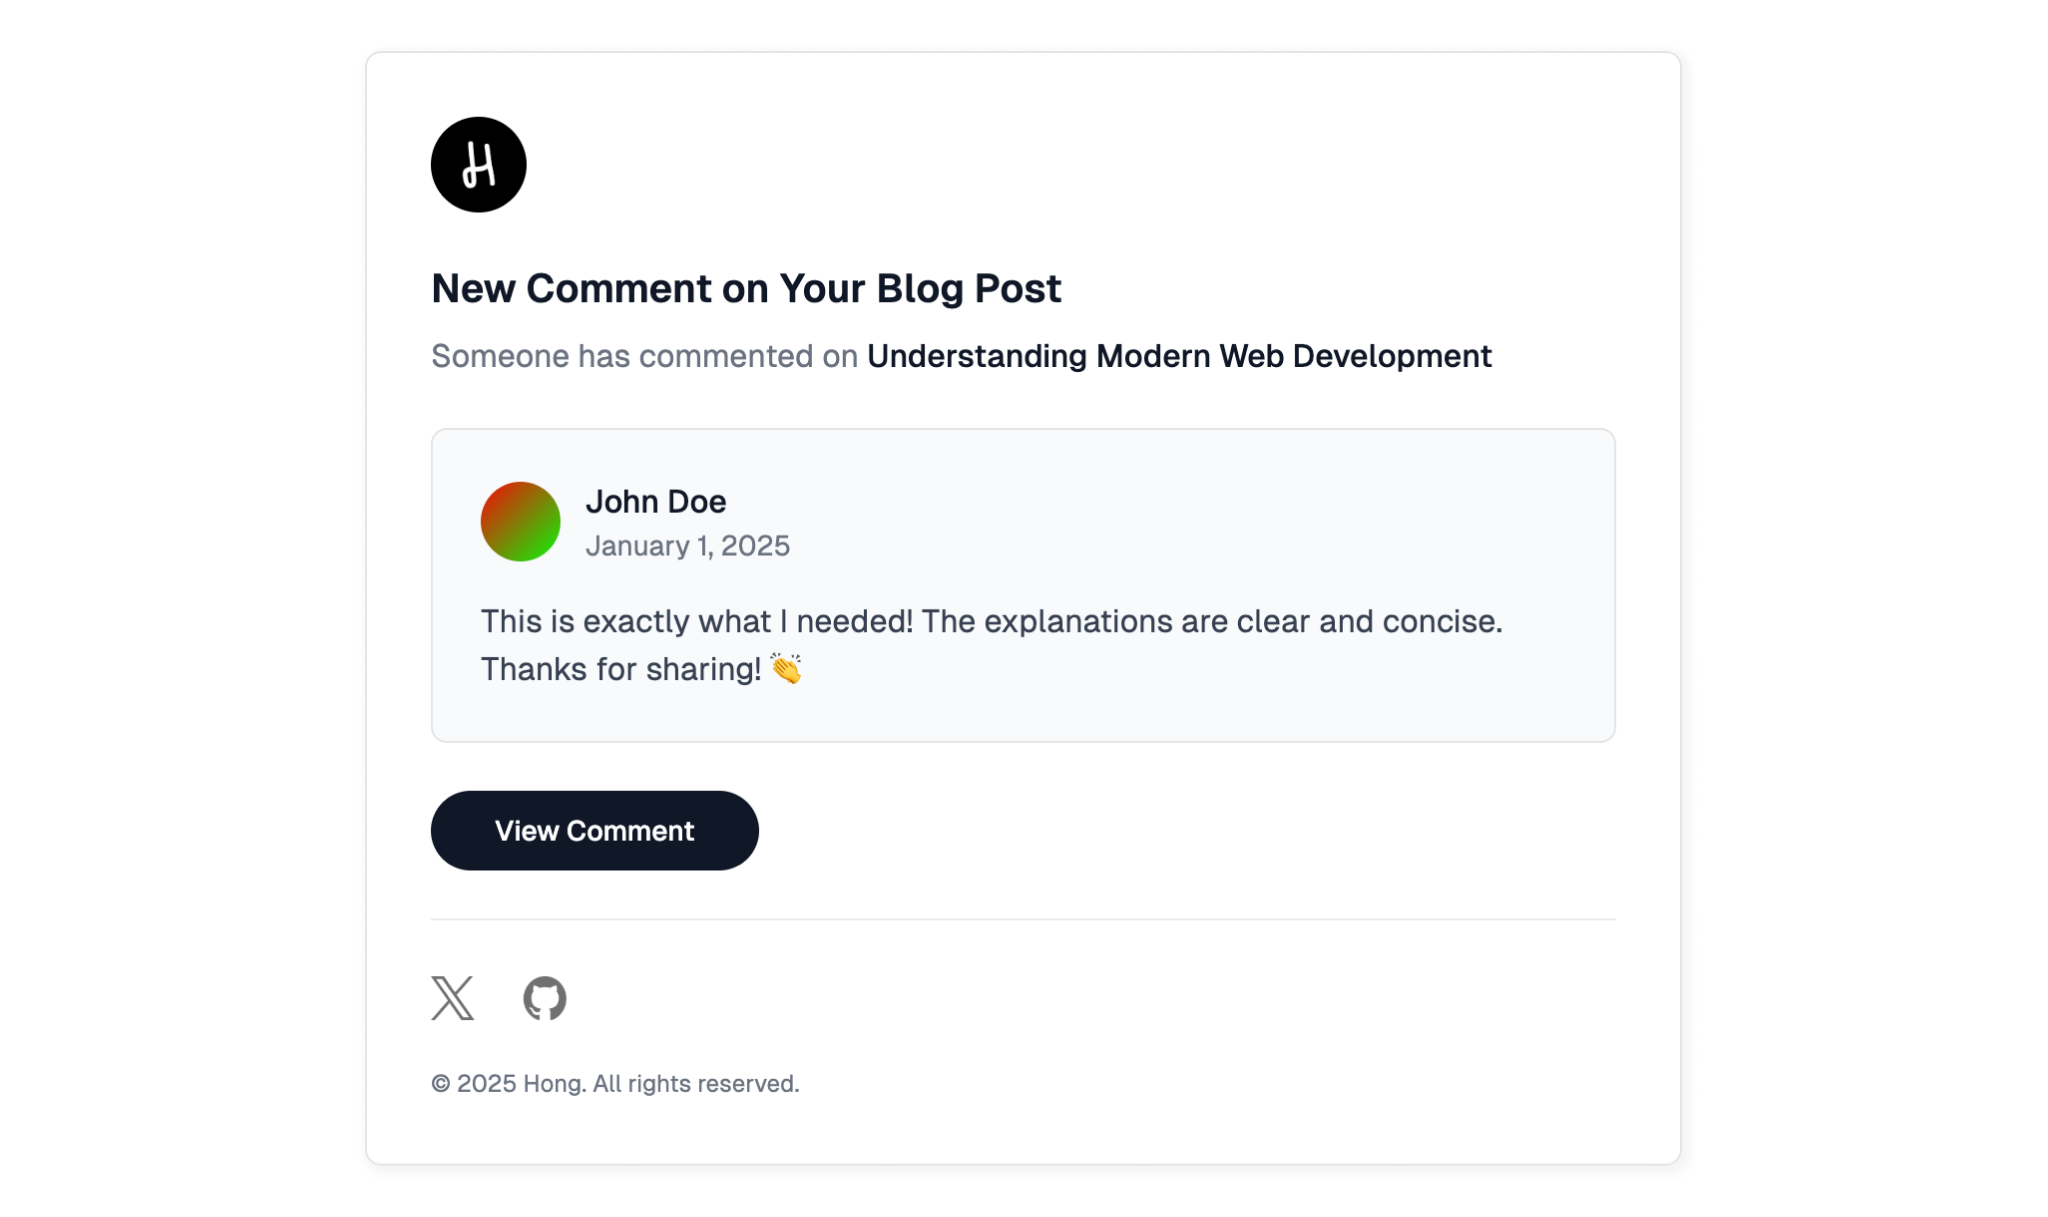 H
New Comment on Your Blog Post
Someone has commented on Understanding Modern Web Development
John Doe
January 1, 2025
This is exactly what I needed! The explanations are clear and concise.
Thanks for sharing! 👏
View Comment
© 2025 Hong. All rights reserved.